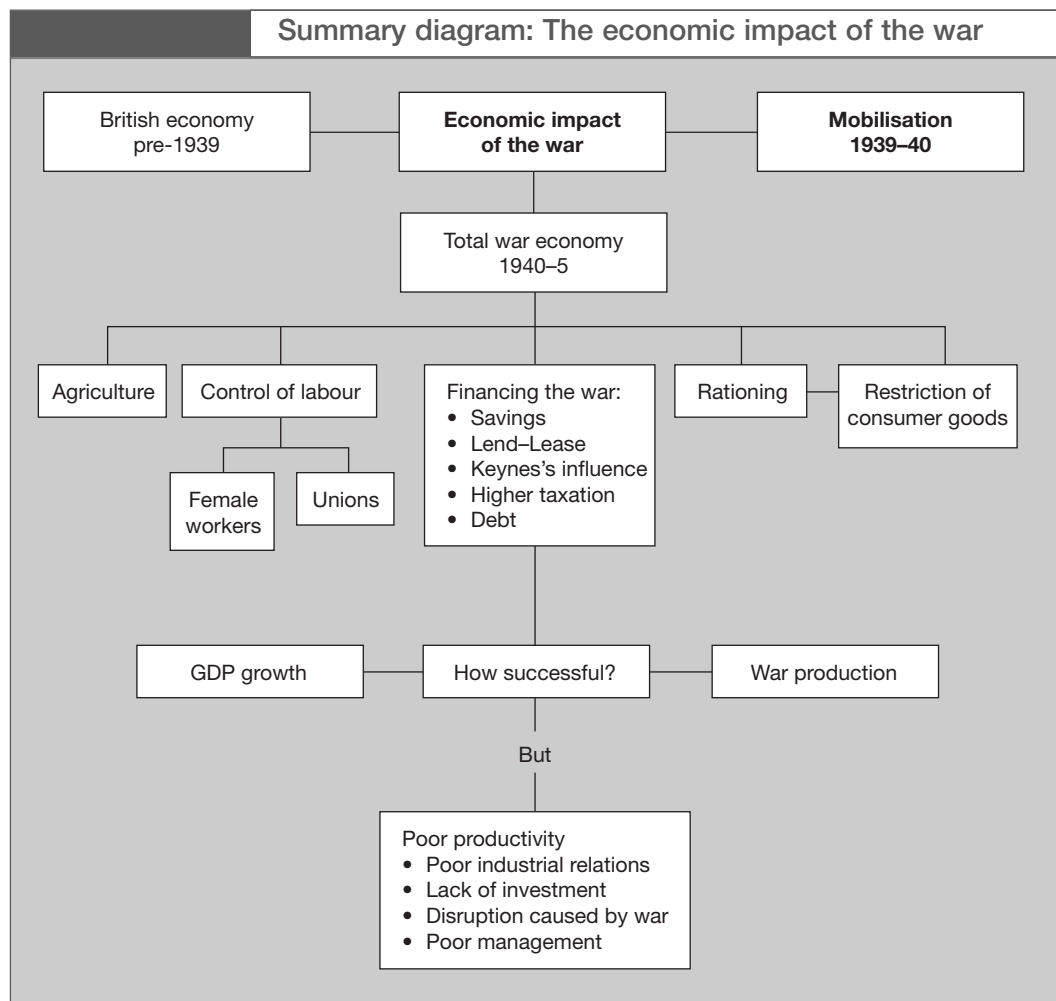 Summary diagram: The economic impact of the war
British economy
pre-1939
Economic impact
of the war
Mobilisation
1939–40
Total war economy
1940–5
Agriculture
Control of labour
Female
workers
Unions
Financing the war:
• Savings
• Lend–Lease
• Keynes's influence
• Higher taxation
• Debt
Rationing
Restriction of
consumer goods
GDP growth
How successful?
War production
But
Poor productivity
• Poor industrial relations
• Lack of investment
• Disruption caused by war
• Poor management